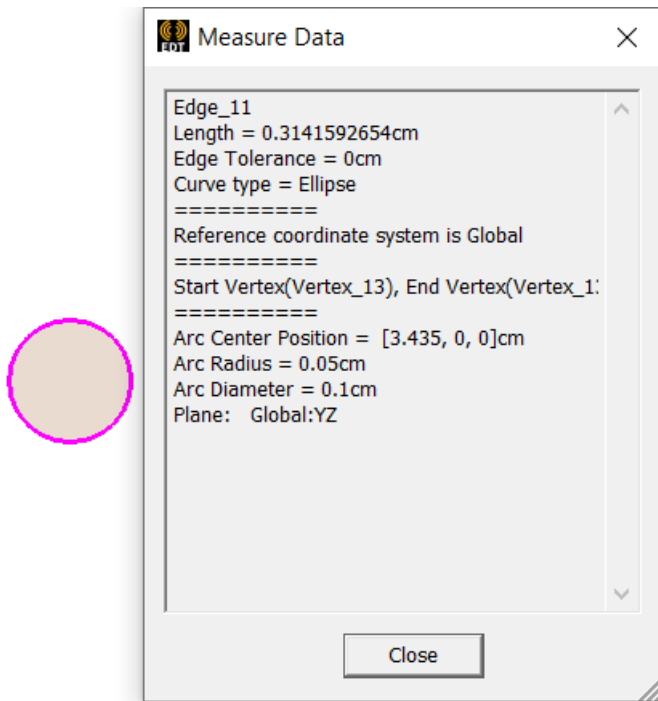 EDT
Measure Data
Edge_11
Length = 0.3141592654cm
Edge Tolerance = 0cm
Curve type = Ellipse
==========
Reference coordinate system is Global
==========
Start Vertex(Vertex_13), End Vertex(Vertex_1
==========
Arc Center Position =  [3.435, 0, 0]cm
Arc Radius = 0.05cm
Arc Diameter = 0.1cm
Plane:   Global:YZ
Close